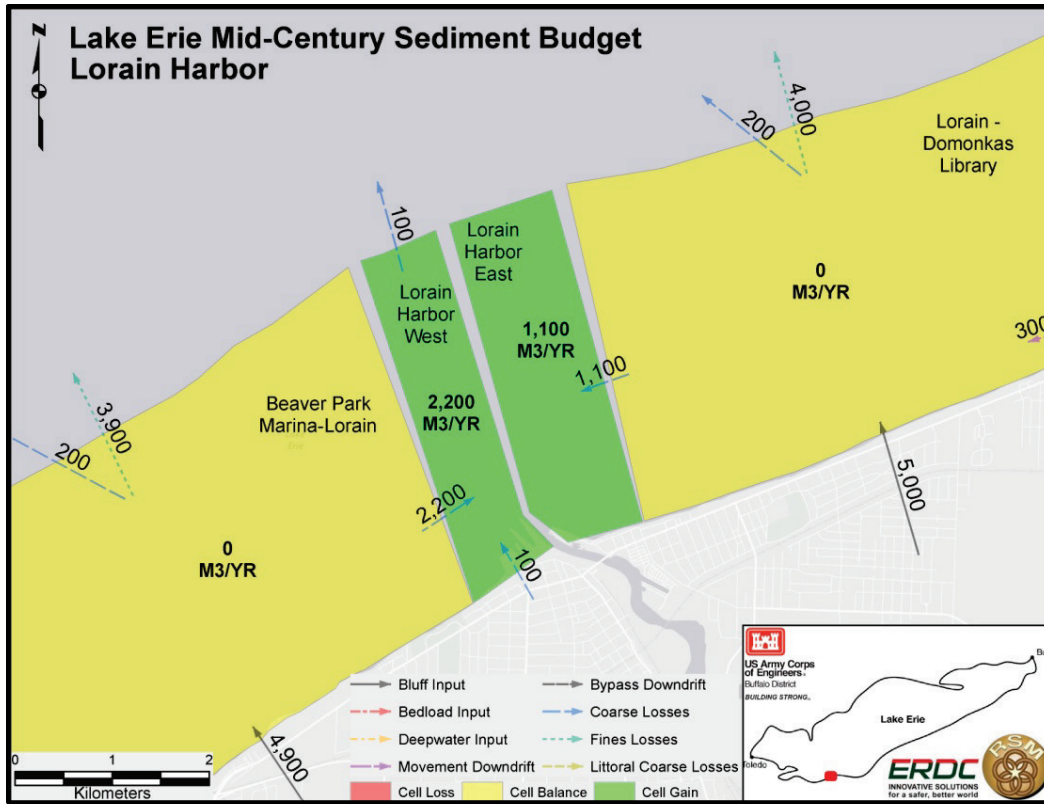 N
Lake Erie Mid-Century Sediment Budget
Lorain Harbor
4,000
200
Lorain -
Domonkas
Library
100
Lorain
Harbor
East
0
M3/YR
Lorain
Harbor
West
1,100
M3/YR
300
1,100
3,900
Beaver Park
Marina-Lorain
2,200
M3/YR
200
5,000
2,200
0
M3/YR
100
4,900
Bluff Input
Bedload Input
Deepwater Input
Movement Downdrift
Bypass Downdrift
Coarse Losses
Fines Losses
Littoral Coarse Losses
Cell Loss
Cell Balance
Cell Gain
0 1 2
Kilometers
US Army Corps
of Engineers®
Buffalo District
BUILDING STRONG®
Ba
Lake Erie
Toledo
ERDC
INNOVATIVE SOLUTIONS
for a safer, better world
RSM